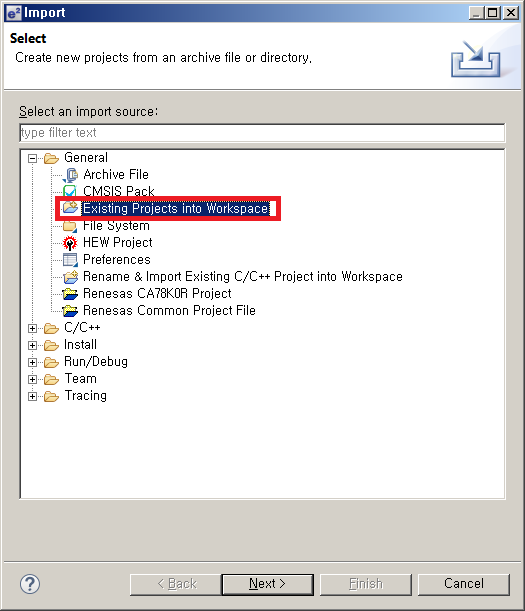 e² Import
Select
Create new projects from an archive file or directory.
Select an import source:
type filter text
General
Archive File
CMSIS Pack
Existing Projects into Workspace
File System
HEW Project
Preferences
Rename & Import Existing C/C++ Project into Workspace
Renesas CA78K0R Project
Renesas Common Project File
C/C++
Install
Run/Debug
Team
Tracing
? < Back Next > Finish Cancel